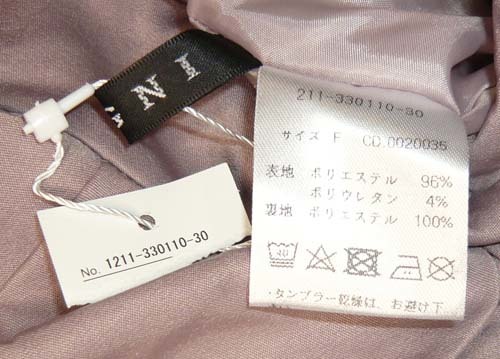 N I
211-330110-30
サイズ F CD.0020035
表地 ポリエステル 96%
ポリウレタン 4%
裏地 ポリエステル 100%
・タンブラー乾燥は、お避け下
No. 1211-330110-30